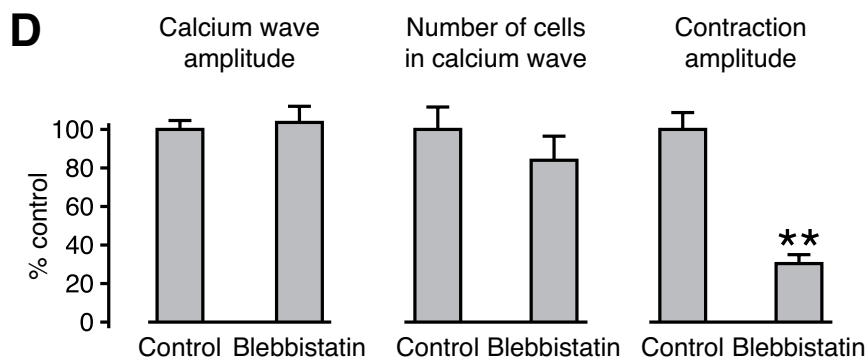 D
Calcium wave
amplitude
Number of cells
in calcium wave
Contraction
amplitude
% control
100
80
60
40
20
0
**
Control Blebbistatin
Control Blebbistatin
Control Blebbistatin